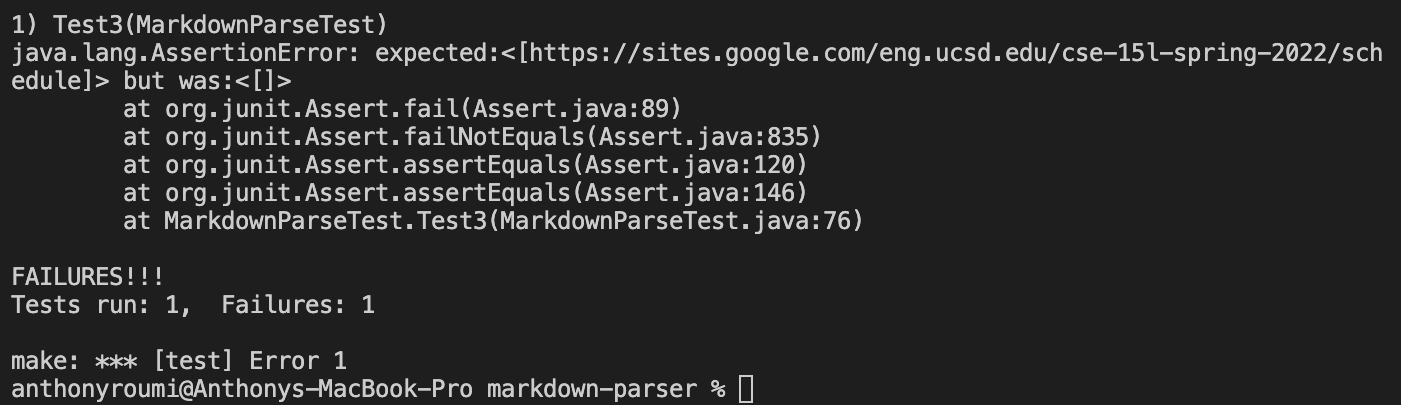 1) Test3(MarkdownParseTest)
java.lang.AssertionError: expected:<[https://sites.google.com/eng.ucsd.edu/cse-15l-spring-2022/sch
edule]> but was:<[]>
        at org.junit.Assert.fail(Assert.java:89)
        at org.junit.Assert.failNotEquals(Assert.java:835)
        at org.junit.Assert.assertEquals(Assert.java:120)
        at org.junit.Assert.assertEquals(Assert.java:146)
        at MarkdownParseTest.Test3(MarkdownParseTest.java:76)
FAILURES!!!
Tests run: 1,  Failures: 1
make: *** [test] Error 1
anthonyroumi@Anthonys-MacBook-Pro markdown-parser %